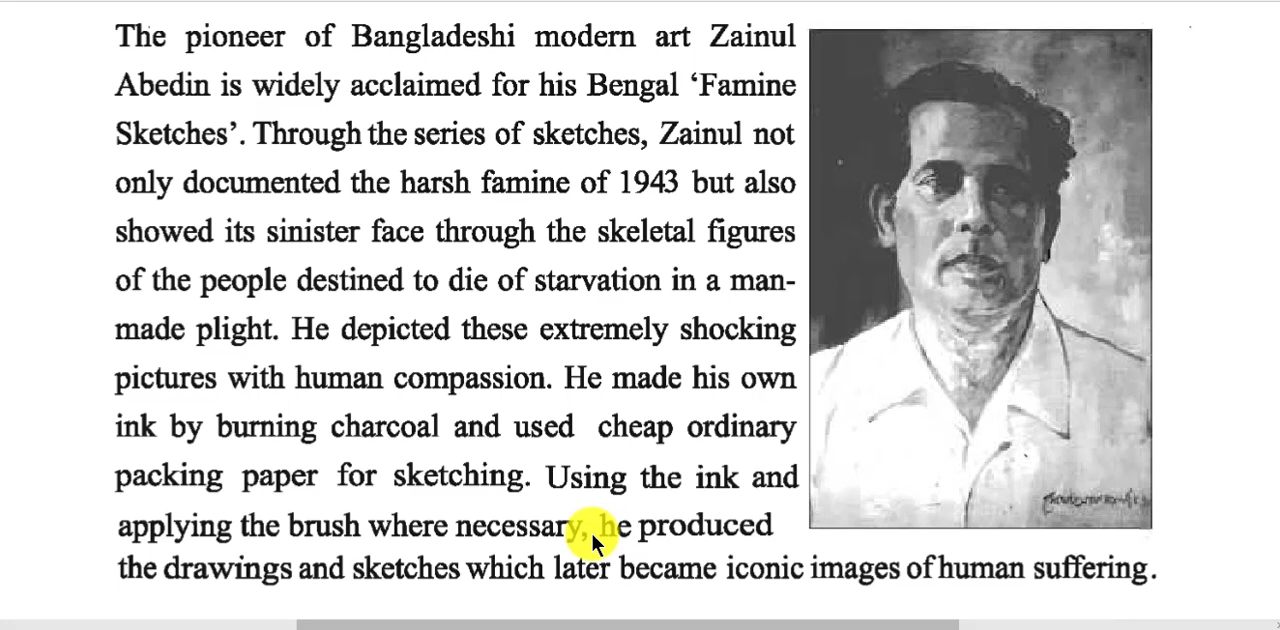 The pioneer of Bangladeshi modern art Zainul
Abedin is widely acclaimed for his Bengal ‘Famine
Sketches’. Through the series of sketches, Zainul not
only documented the harsh famine of 1943 but also
showed its sinister face through the skeletal figures
of the people destined to die of starvation in a man-
made plight. He depicted these extremely shocking
pictures with human compassion. He made his own
ink by burning charcoal and used cheap ordinary
packing paper for sketching. Using the ink and
applying the brush where necessary, he produced
the drawings and sketches which later became iconic images of human suffering.